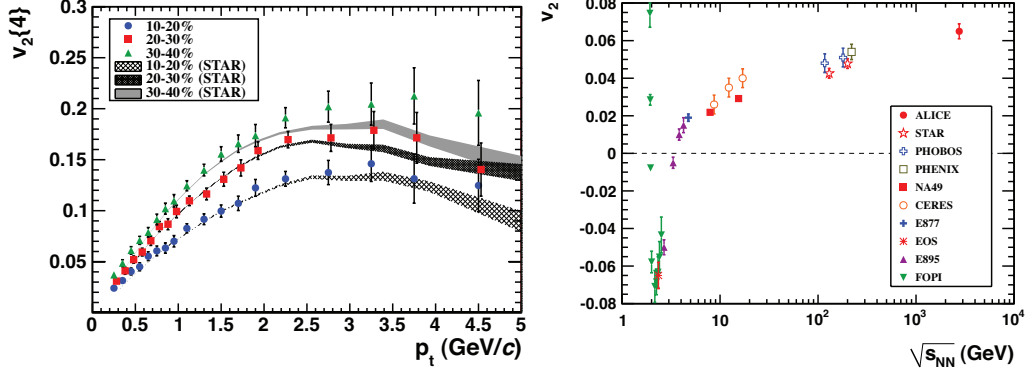 v₂{4}
0.25
0.2
0.15
0.1
0.05
10-20%
20-30%
30-40%
10-20% (STAR)
20-30% (STAR)
30-40% (STAR)
0 0.5 1 1.5 2 2.5 3 3.5 4 4.5 5
p_t (GeV/c)
v₂
0.08
0.06
0.04
0.02
0
-0.02
-0.04
-0.06
-0.08
ALICE
STAR
PHOBOS
PHENIX
NA49
CERES
E877
EOS
E895
FOPI
1 10 10² 10³ 10⁴
√s_NN (GeV)